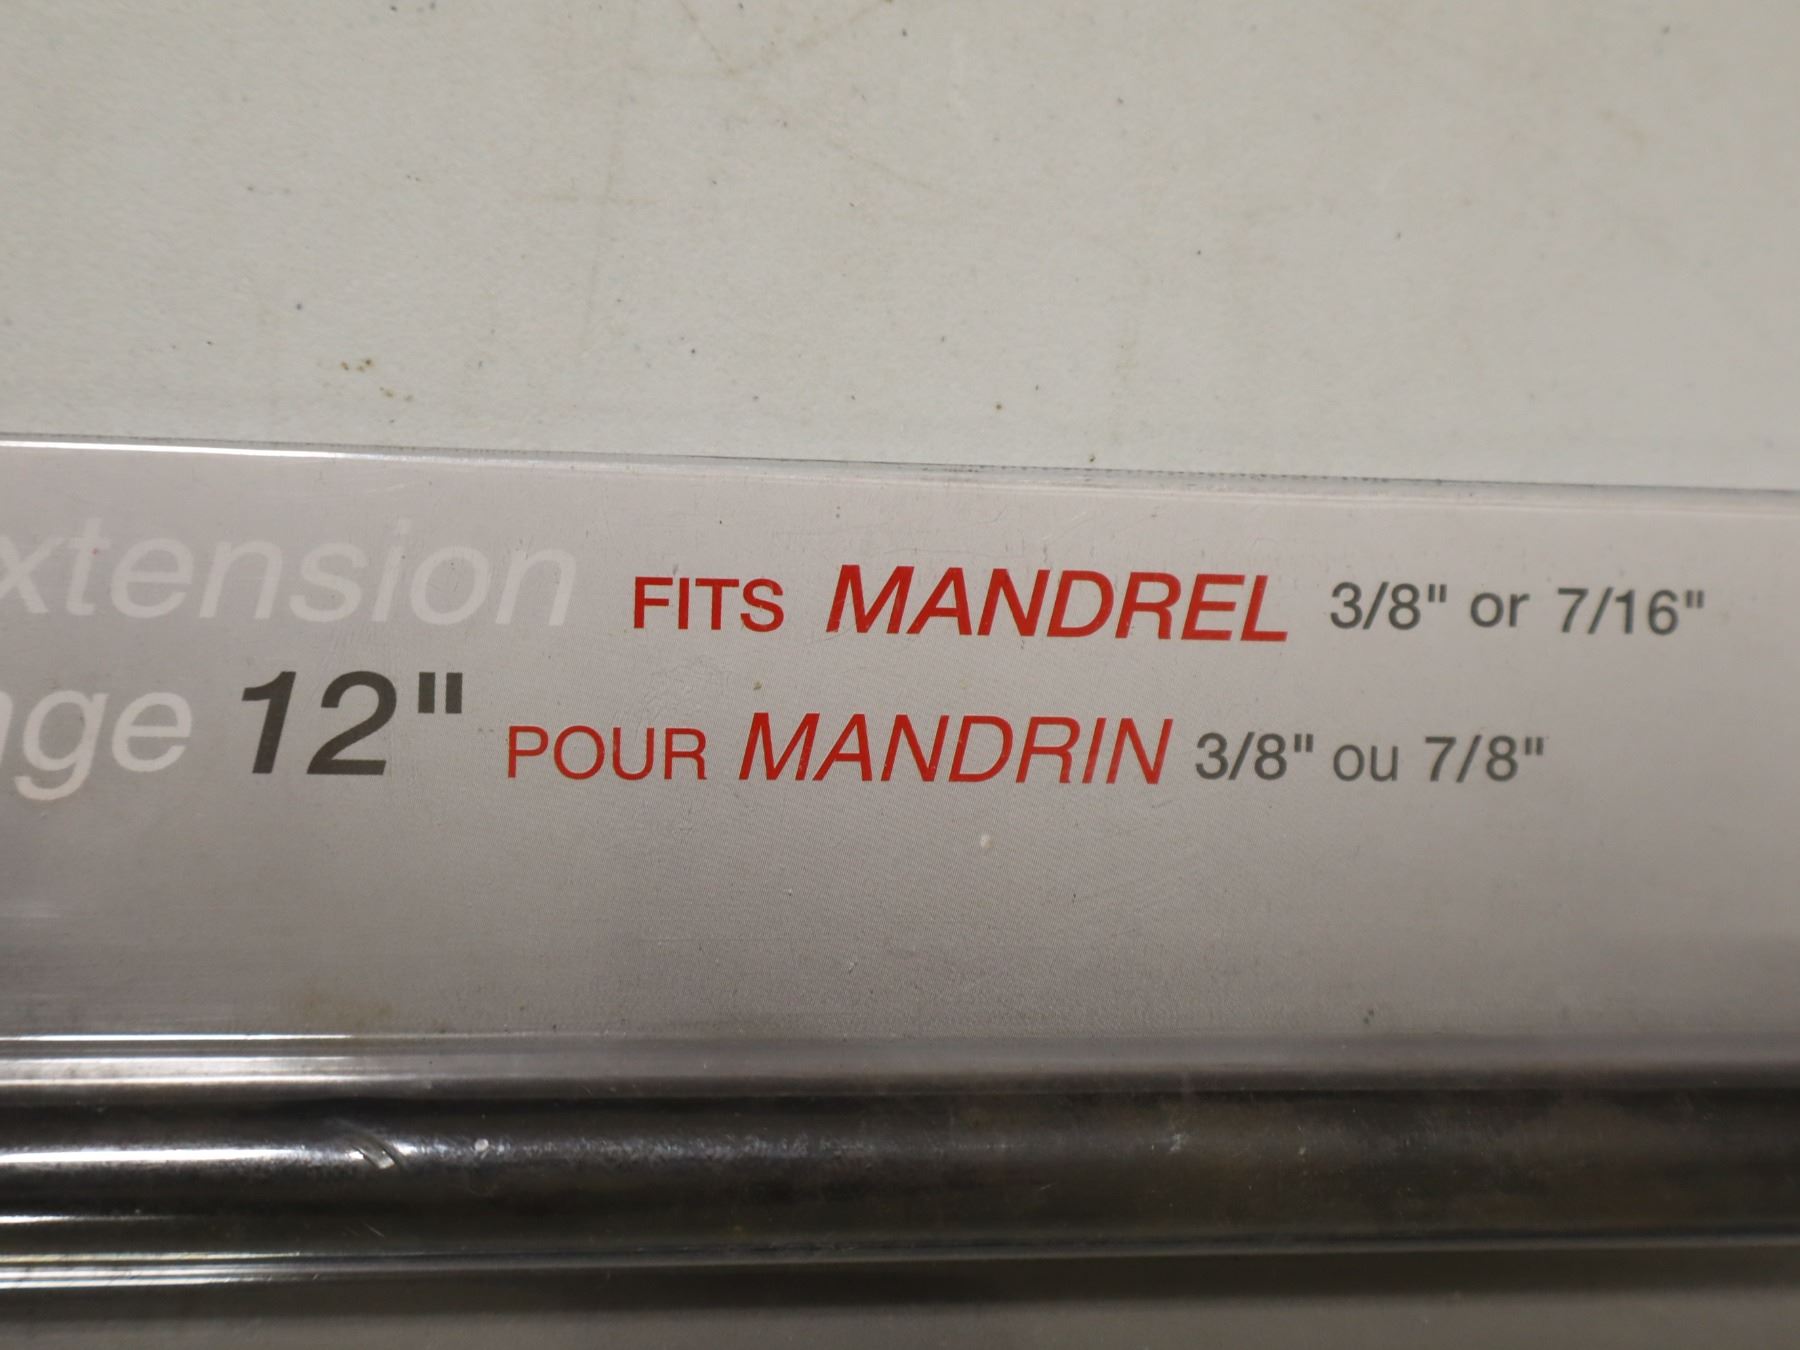 xtension FITS MANDREL 3/8" or 7/16"
nge 12" POUR MANDRIN 3/8" ou 7/8"